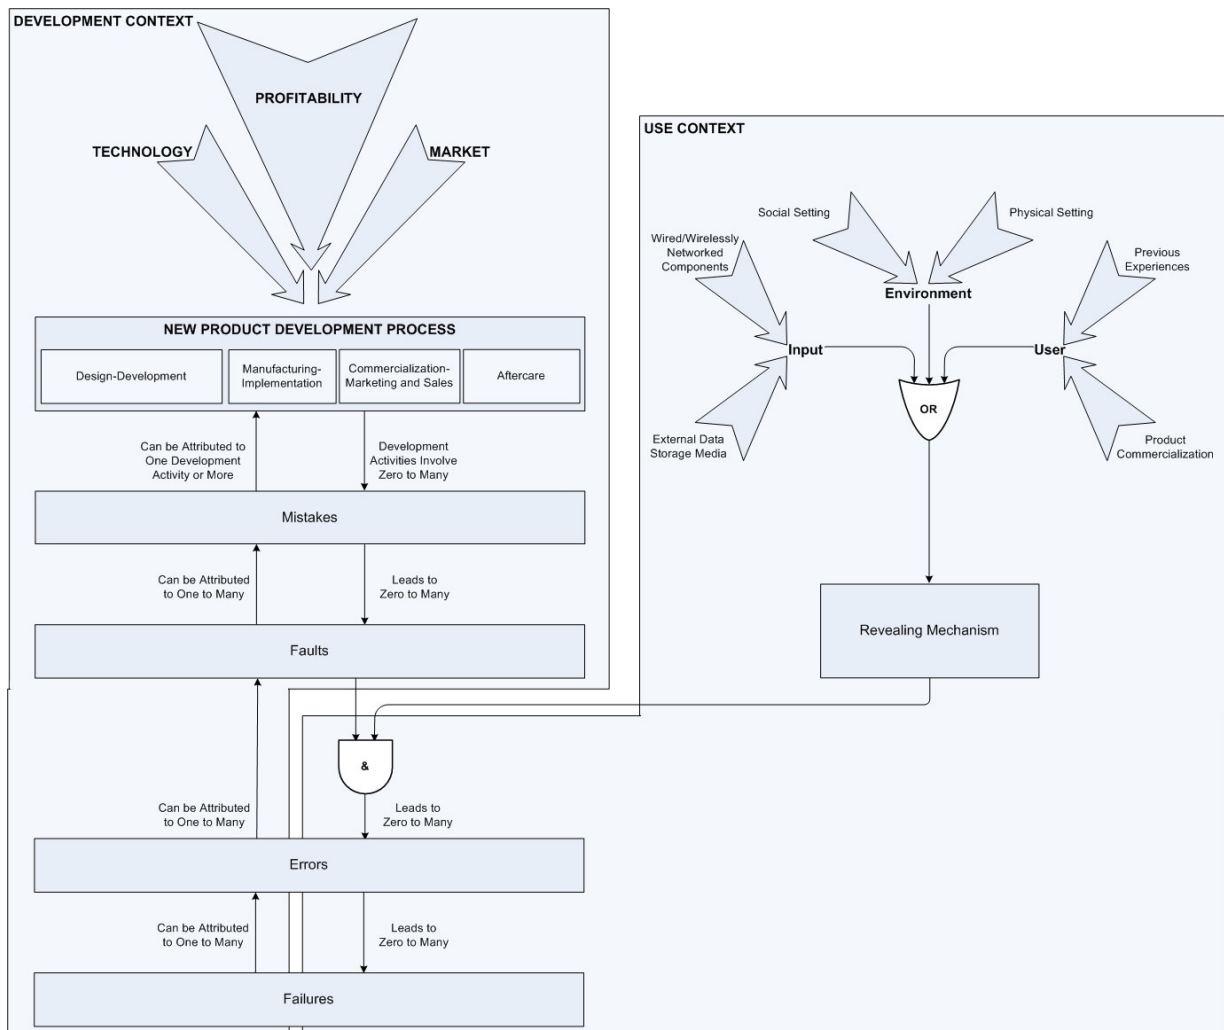 DEVELOPMENT CONTEXT
PROFITABILITY
TECHNOLOGY
MARKET
NEW PRODUCT DEVELOPMENT PROCESS
Design-Development
Manufacturing-
Implementation
Commercialization-
Marketing and Sales
Aftercare
Can be Attributed to
One Development
Activity or More
Development
Activities Involve
Zero to Many
Mistakes
Can be Attributed
to One to Many
Leads to
Zero to Many
Faults
&
Can be Attributed
to One to Many
Leads to
Zero to Many
Errors
Can be Attributed
to One to Many
Leads to
Zero to Many
Failures
USE CONTEXT
Social Setting
Physical Setting
Wired/Wirelessly
Networked
Components
Previous
Experiences
Environment
Input
User
OR
External Data
Storage Media
Product
Commercialization
Revealing Mechanism